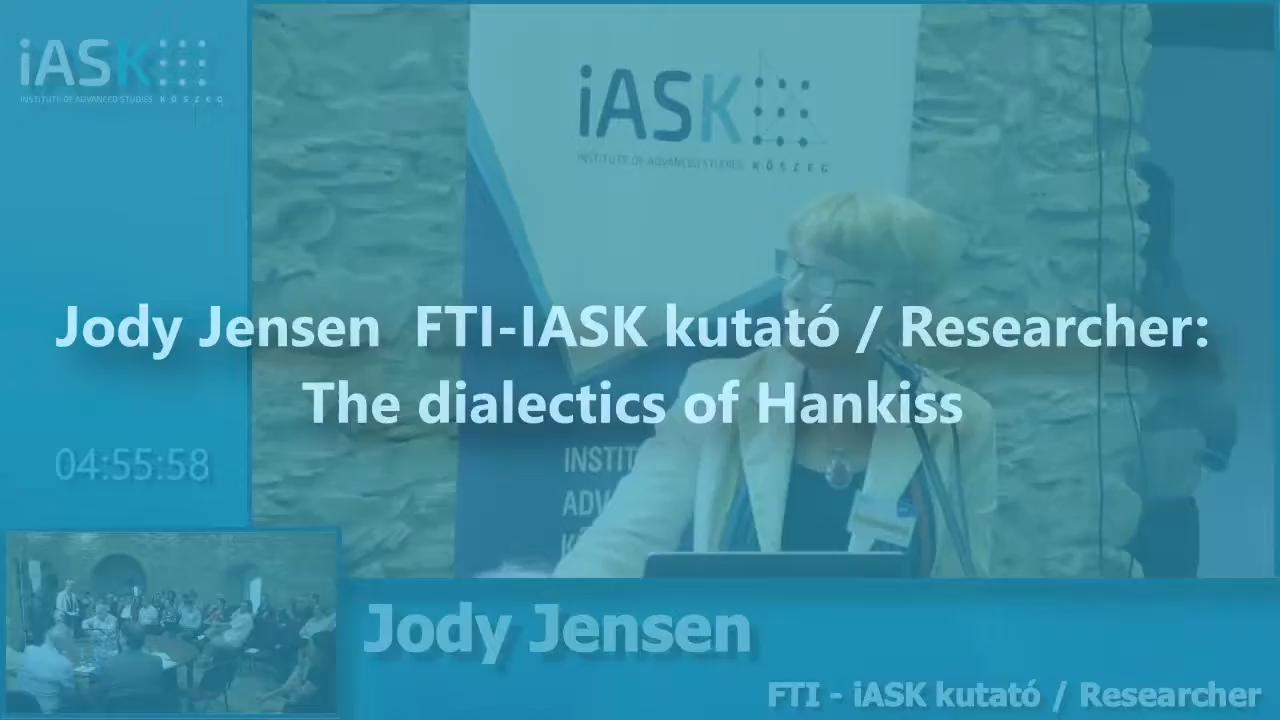 iASK
INSTITUTE OF ADVANCED STUDIES KŐSZEG
iASK
INSTITUTE OF ADVANCED STUDIES KŐSZEG
Jody Jensen FTI-IASK kutató / Researcher:
The dialectics of Hankiss
04:55:58
INSTIT
ADV
K
Jody Jensen
FTI - iASK kutató / Researcher